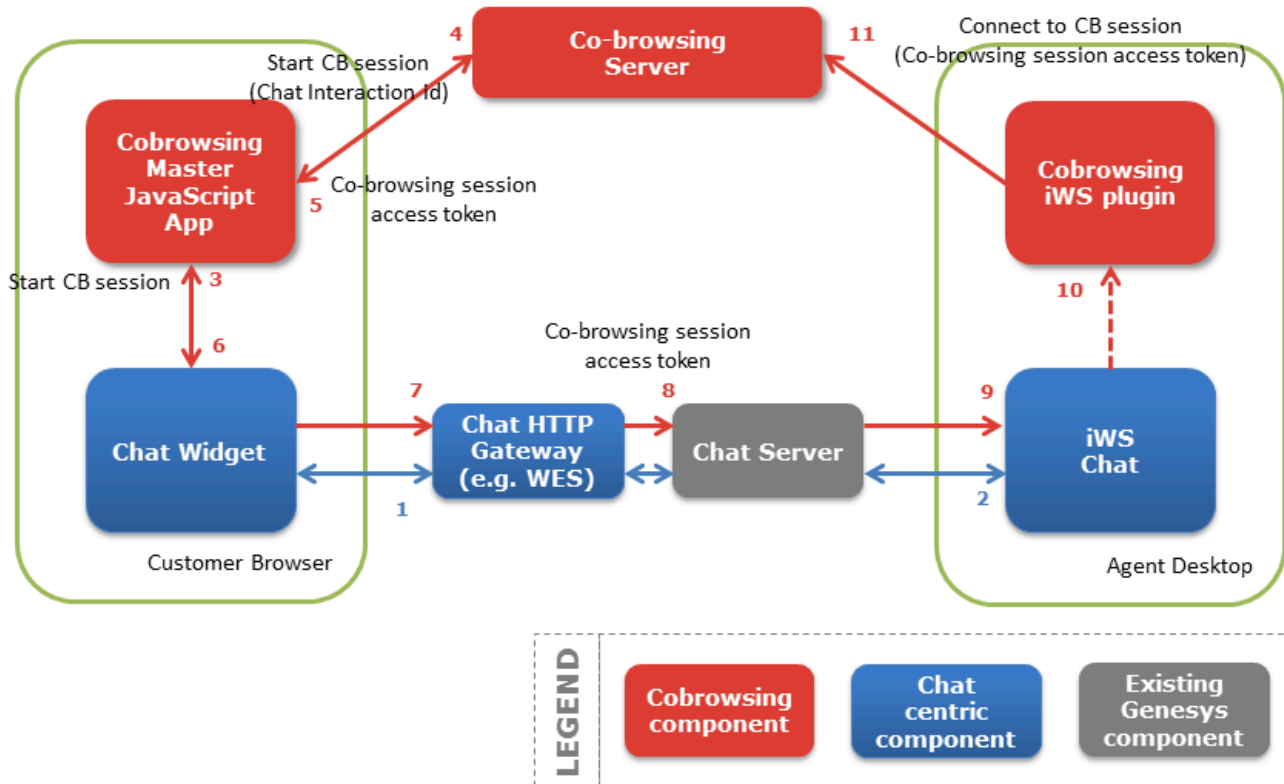 4
Co-browsing
Server
11
Connect to CB session
(Co-browsing session access token)
Start CB session
(Chat Interaction Id)
Cobrowsing
Master
JavaScript
App
5
Co-browsing session
access token
Cobrowsing
iWS plugin
Start CB session
3
10
6
Co-browsing session
access token
7
8
9
Chat Widget
Chat HTTP
Gateway
(e.g. WES)
Chat Server
iWS
Chat
1
2
Customer Browser
Agent Desktop
LEGEND
Cobrowsing
component
Chat
centric
component
Existing
Genesys
component